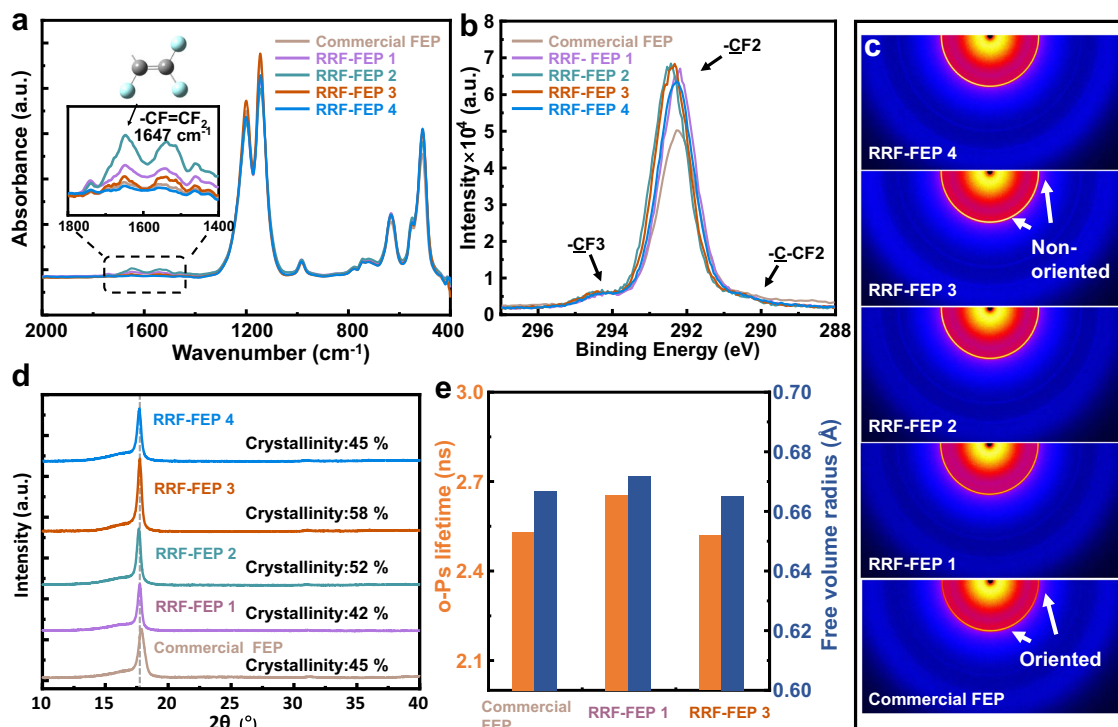 a
-CF=CF2
1647 cm-1
1800
1600
1400
Commercial FEP
RRF-FEP 1
RRF-FEP 2
RRF-FEP 3
RRF-FEP 4
Absorbance (a.u.)
2000
1600
1200
800
400
Wavenumber (cm-1)
b
Commercial FEP
RRF- FEP 1
RRF-FEP 2
RRF-FEP 3
RRF-FEP 4
-CF2
-CF3
-C-CF2
Intensity×10⁴ (a.u.)
8
7
6
5
4
3
2
1
0
296
294
292
290
288
Binding Energy (eV)
c
RRF-FEP 4
Non-
oriented
RRF-FEP 3
RRF-FEP 2
RRF-FEP 1
Oriented
Commercial FEP
d
RRF-FEP 4
Crystallinity:45 %
RRF-FEP 3
Crystallinity:58 %
RRF-FEP 2
Crystallinity:52 %
RRF-FEP 1
Crystallinity:42 %
Commercial FEP
Crystallinity:45 %
Intensity (a.u.)
10
15
20
25
30
35
40
2θ (°)
e
3.0
2.7
2.4
2.1
o-Ps lifetime (ns)
0.70
0.68
0.66
0.64
0.62
0.60
Free volume radius (Å)
Commercial
FEP
RRF-FEP 1
RRF-FEP 3